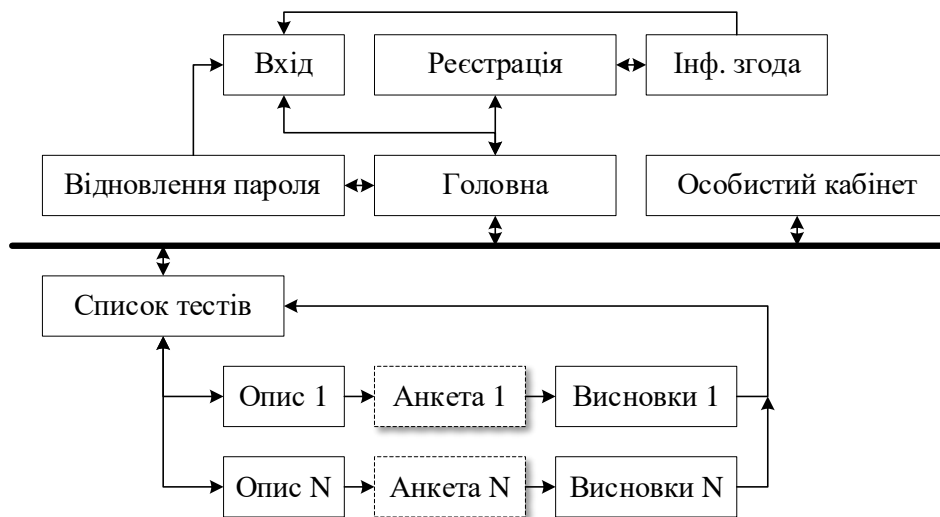 Вхід
Реєстрація
Інф. згода
Відновлення пароля
Головна
Особистий кабінет
Список тестів
Опис 1
Анкета 1
Висновки 1
Опис N
Анкета N
Висновки N